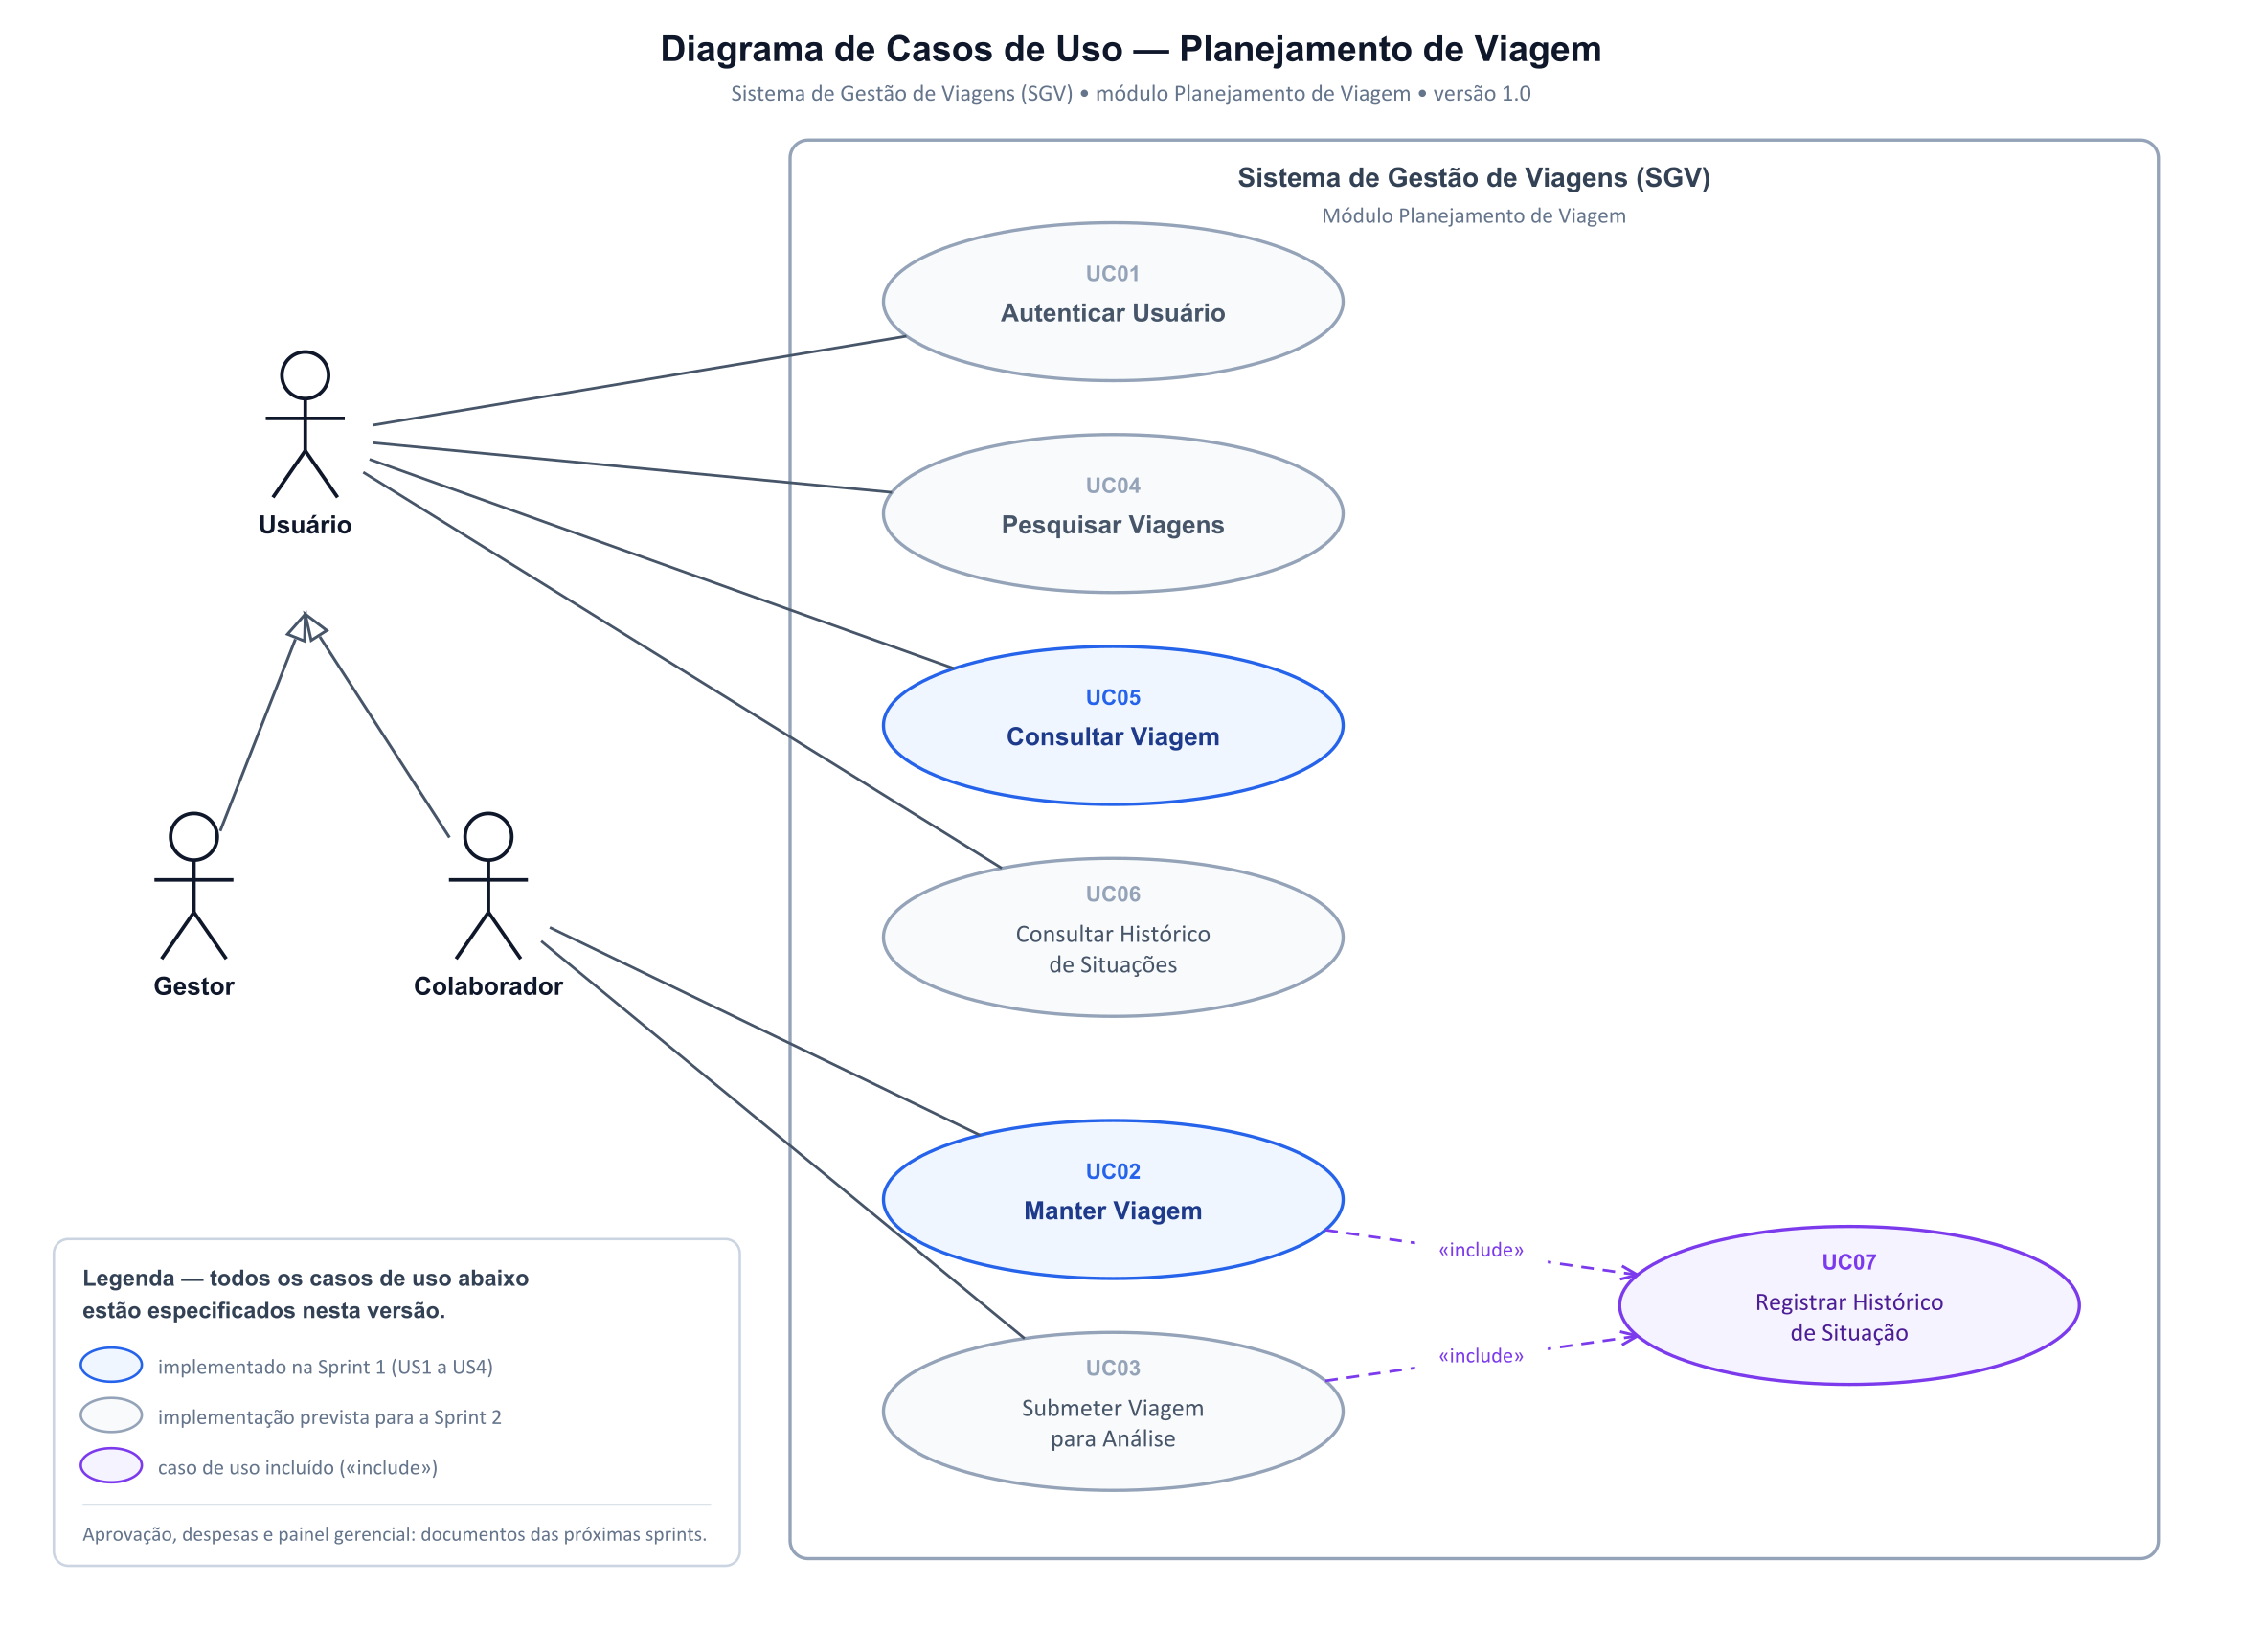 Diagrama de Casos de Uso — Planejamento de Viagem
Sistema de Gestão de Viagens (SGV) • módulo Planejamento de Viagem • versão 1.0
Sistema de Gestão de Viagens (SGV)
Módulo Planejamento de Viagem
UC01
Autenticar Usuário
UC04
Pesquisar Viagens
Usuário
UC05
Consultar Viagem
UC06
Consultar Histórico
de Situações
Gestor
Colaborador
UC02
Manter Viagem
«include»
UC07
Registrar Histórico
de Situação
«include»
UC03
Submeter Viagem
para Análise
Legenda — todos os casos de uso abaixo
estão especificados nesta versão.
implementado na Sprint 1 (US1 a US4)
implementação prevista para a Sprint 2
caso de uso incluído («include»)
Aprovação, despesas e painel gerencial: documentos das próximas sprints.